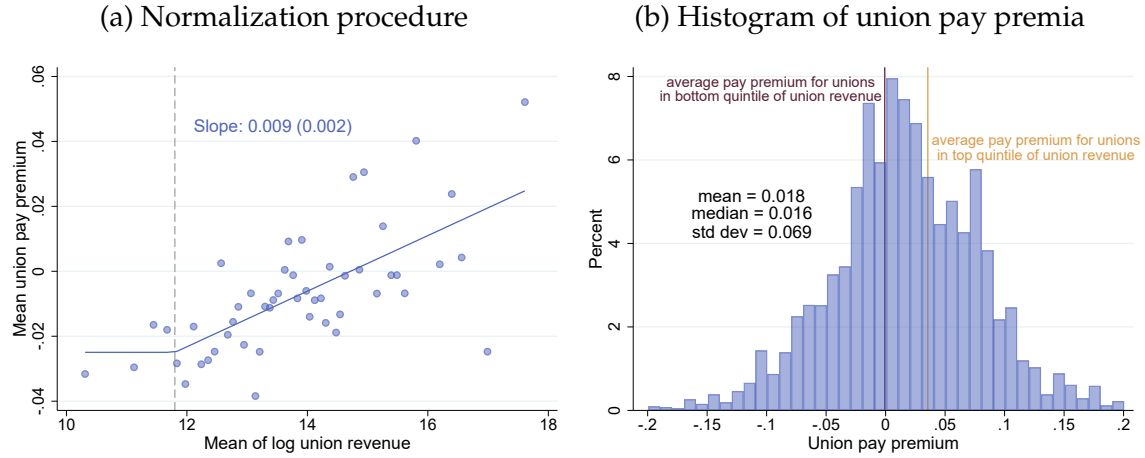 (a) Normalization procedure
Mean union pay premium
.06
.04
.02
0
-.02
-.04
Slope: 0.009 (0.002)
10
12
14
16
18
Mean of log union revenue
(b) Histogram of union pay premia
Percent
8
6
4
2
0
average pay premium for unions
in bottom quintile of union revenue
average pay premium for unions
in top quintile of union revenue
mean = 0.018
median = 0.016
std dev = 0.069
-.2
-.15
-.1
-.05
0
.05
.1
.15
.2
Union pay premium